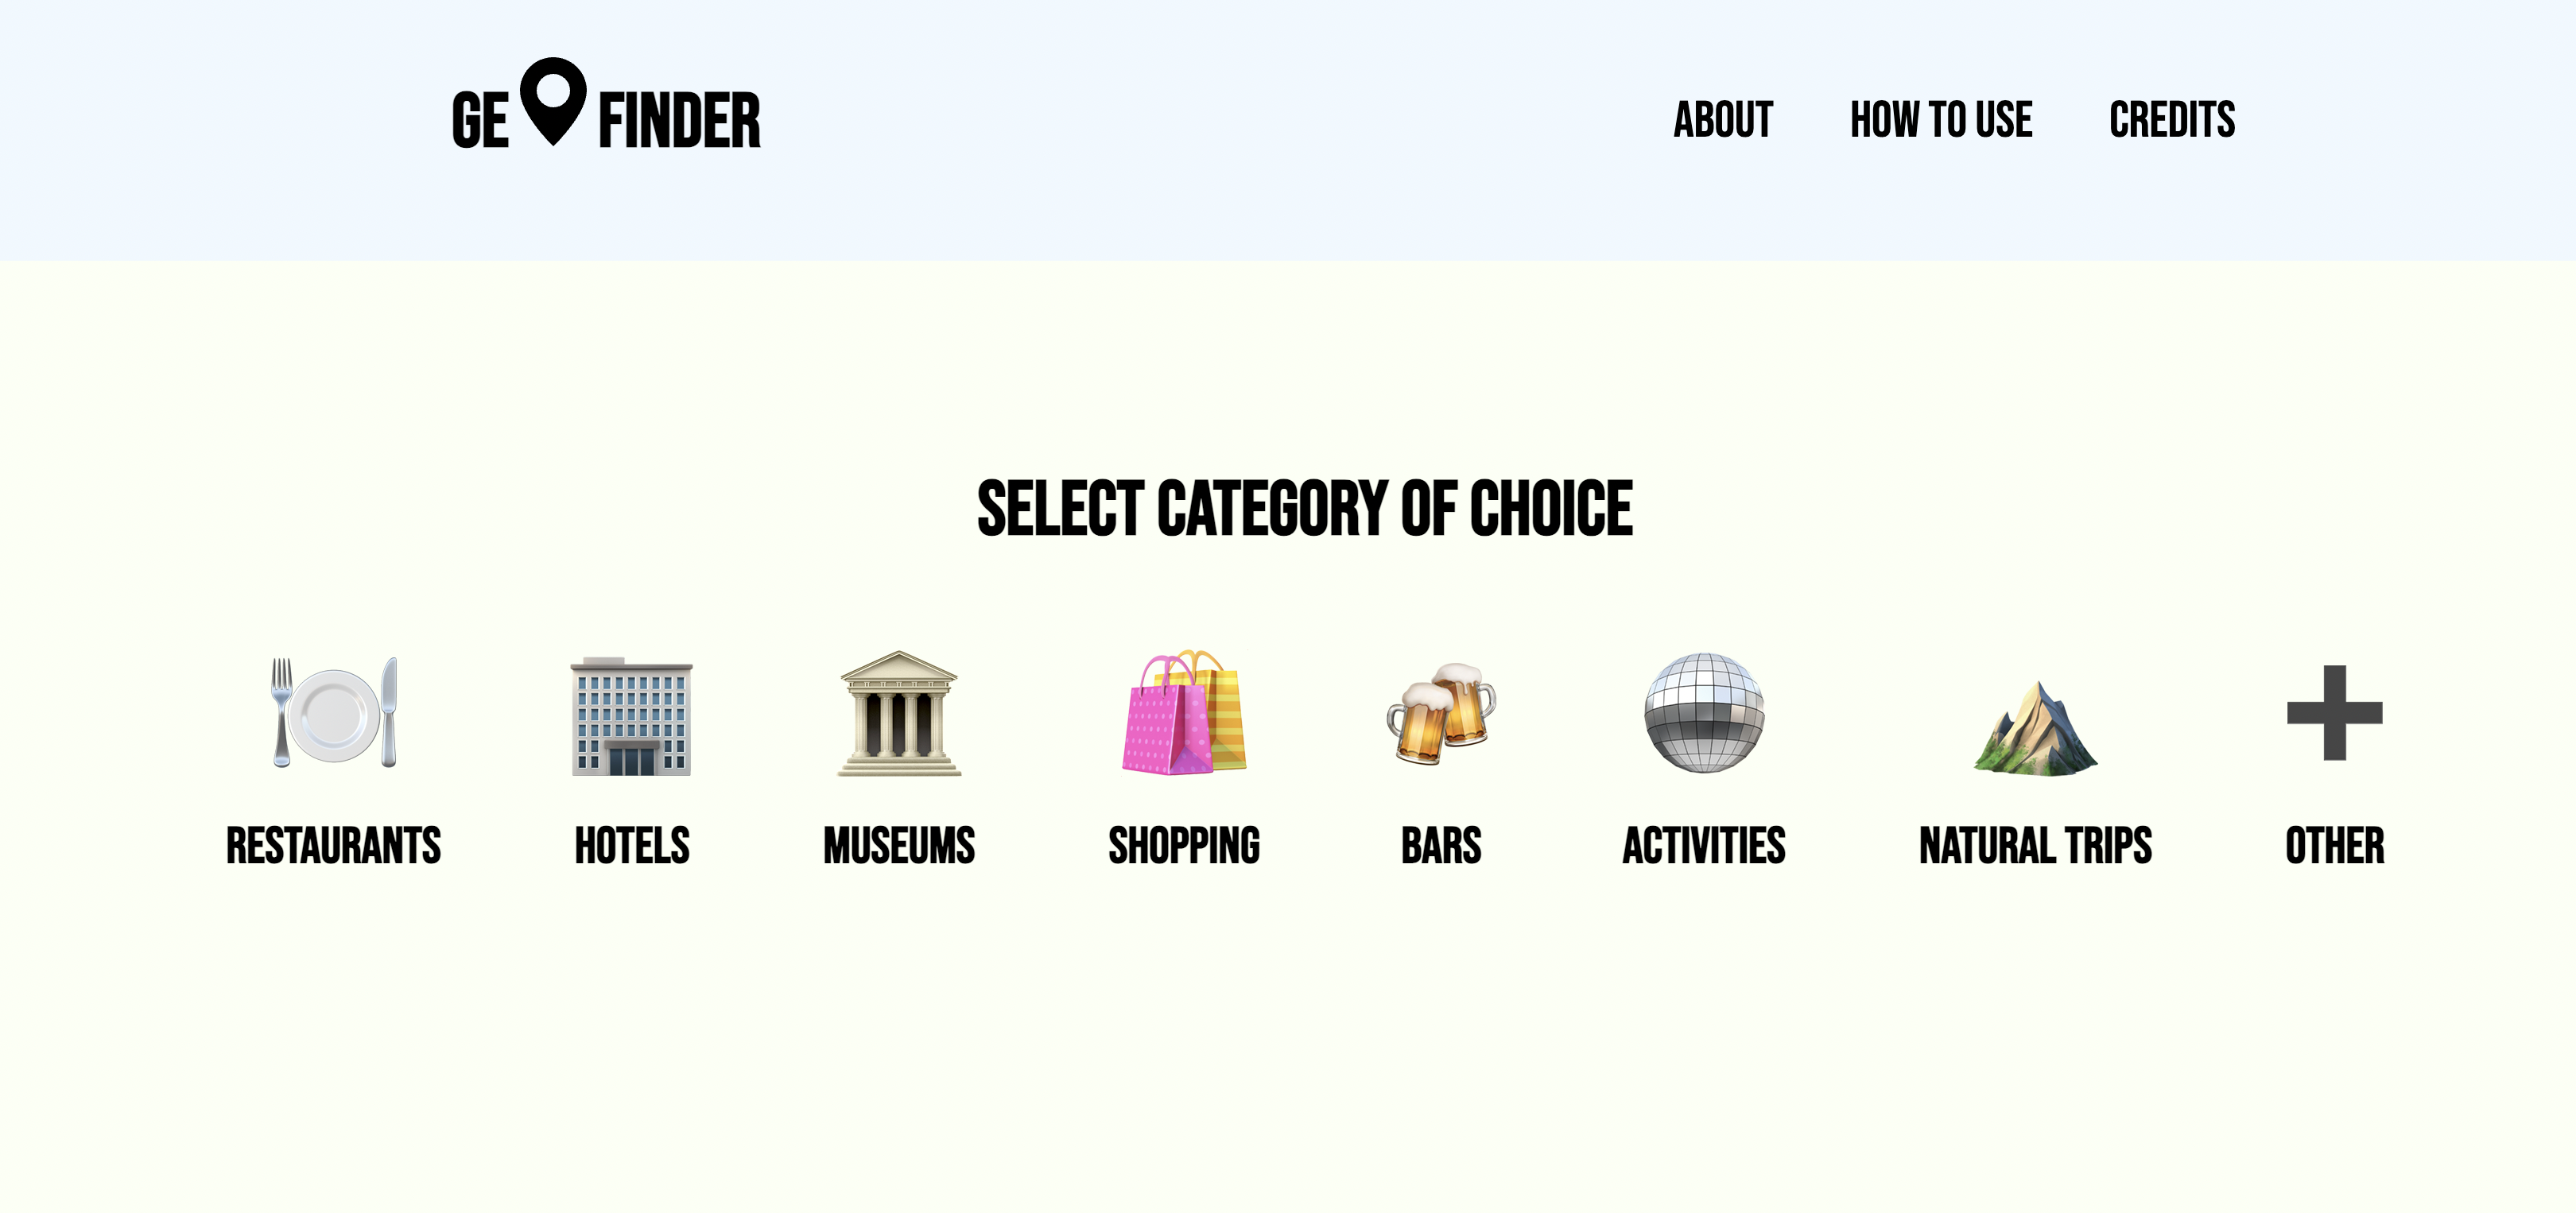 GE FINDER
ABOUT HOW TO USE CREDITS
SELECT CATEGORY OF CHOICE
RESTAURANTS HOTELS MUSEUMS SHOPPING BARS ACTIVITIES NATURAL TRIPS OTHER